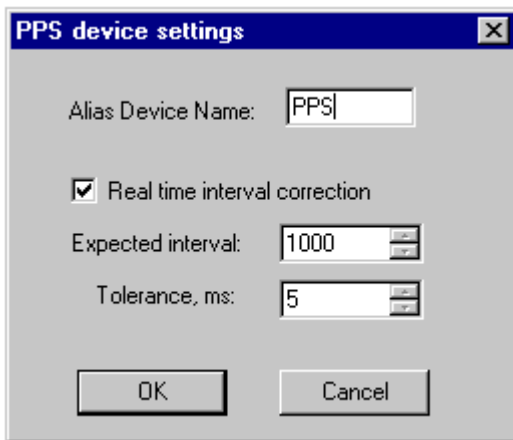 PPS device settings
Alias Device Name: PPS
Real time interval correction
Expected interval: 1000
Tolerance, ms: 5
OK Cancel